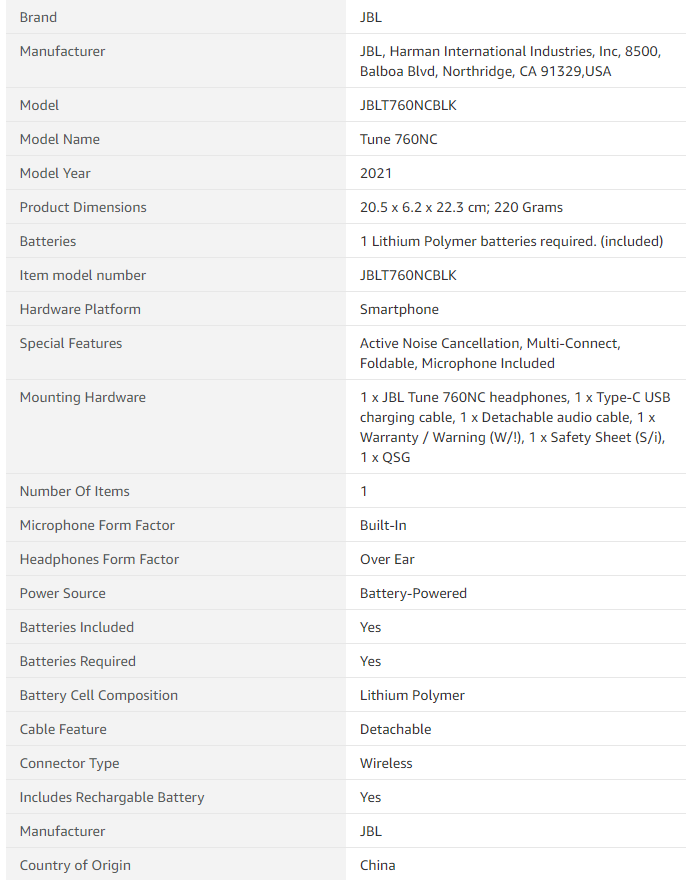 Brand JBL
Manufacturer JBL, Harman International Industries, Inc, 8500,
Balboa Blvd, Northridge, CA 91329,USA
Model JBLT760NCBLK
Model Name Tune 760NC
Model Year 2021
Product Dimensions 20.5 x 6.2 x 22.3 cm; 220 Grams
Batteries 1 Lithium Polymer batteries required. (included)
Item model number JBLT760NCBLK
Hardware Platform Smartphone
Special Features Active Noise Cancellation, Multi-Connect,
Foldable, Microphone Included
Mounting Hardware 1 x JBL Tune 760NC headphones, 1 x Type-C USB
charging cable, 1 x Detachable audio cable, 1 x
Warranty / Warning (W/!), 1 x Safety Sheet (S/i),
1 x QSG
Number Of Items 1
Microphone Form Factor Built-In
Headphones Form Factor Over Ear
Power Source Battery-Powered
Batteries Included Yes
Batteries Required Yes
Battery Cell Composition Lithium Polymer
Cable Feature Detachable
Connector Type Wireless
Includes Rechargable Battery Yes
Manufacturer JBL
Country of Origin China